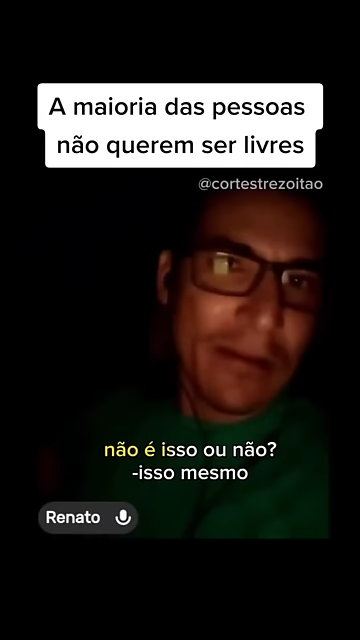 A maioria das pessoas
não querem ser livres
@cortestrezoitao
não é isso ou não?
-isso mesmo
Renato